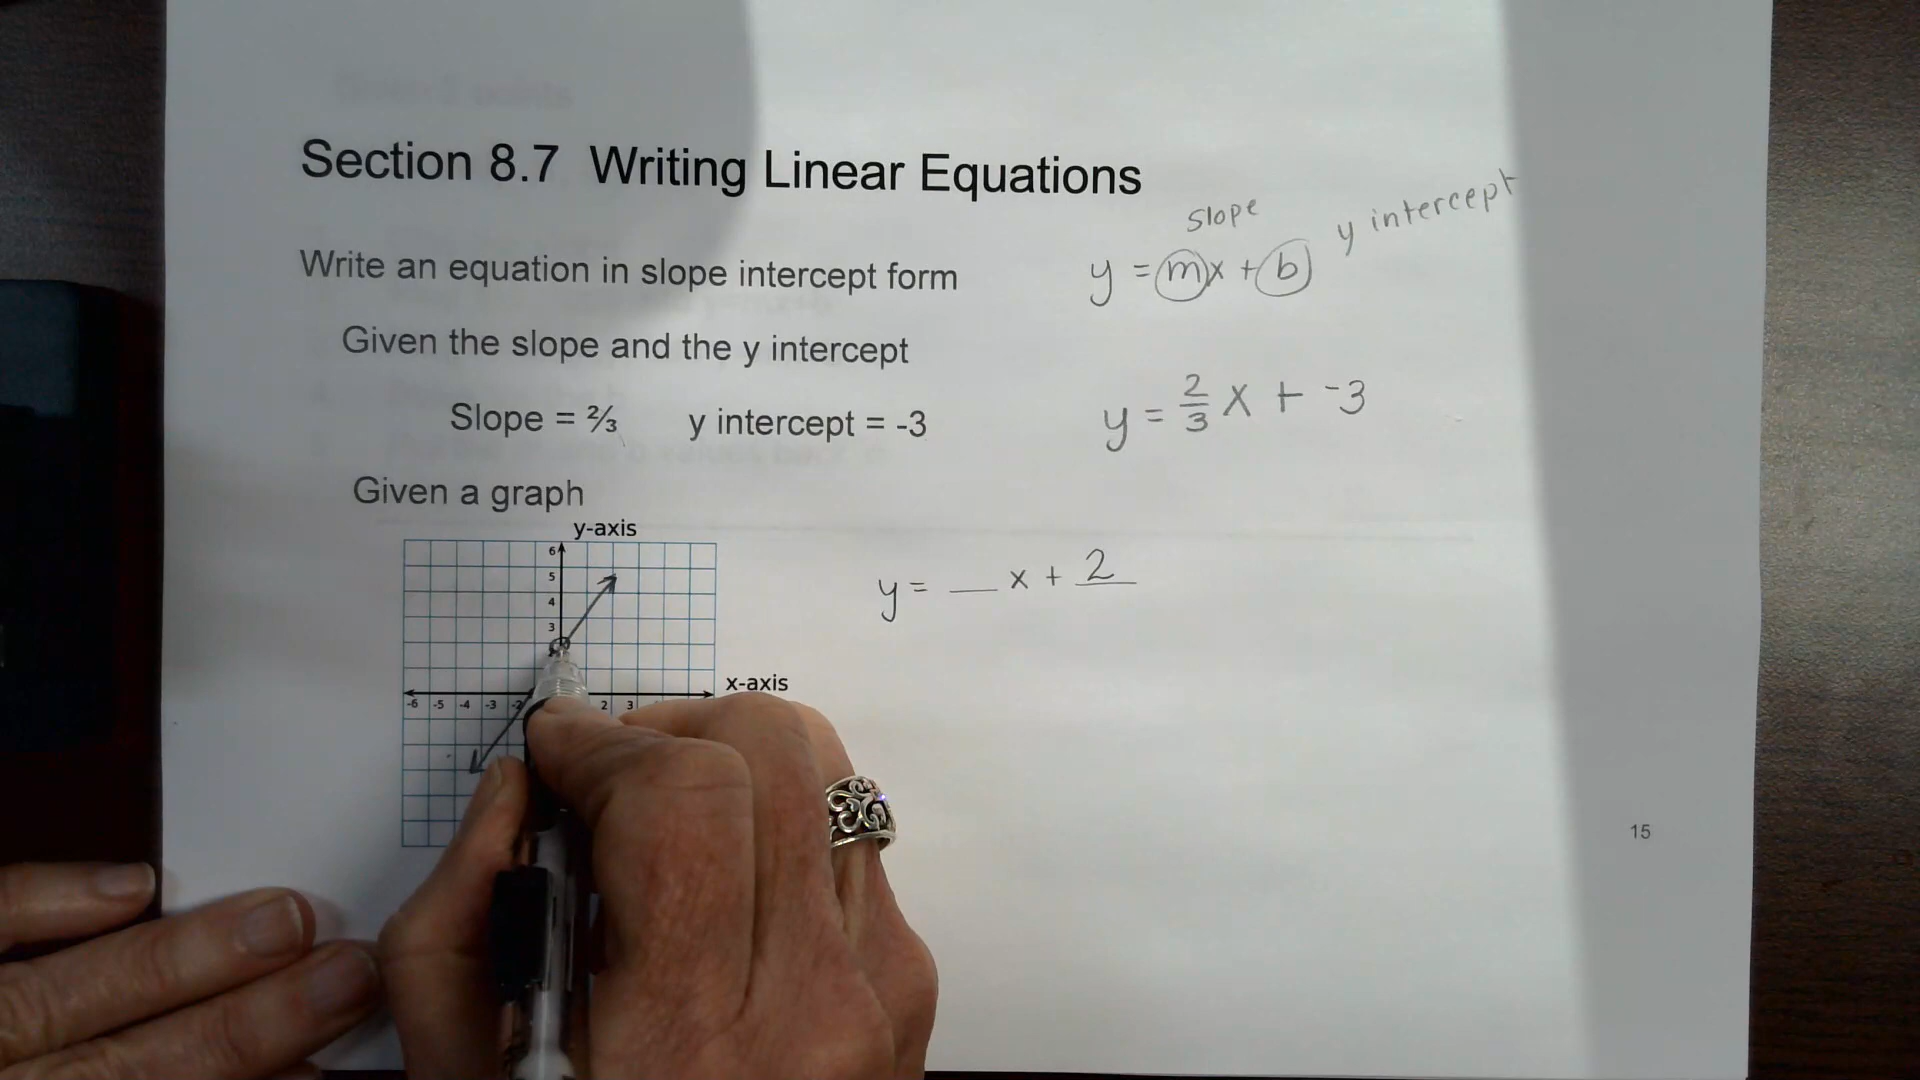 Section 8.7 Writing Linear Equations
slope
y intercept
Write an equation in slope intercept form
y = mx + b
Given the slope and the y intercept
Slope = ⅔ y intercept = -3
y = 2/3 x + -3
Given a graph
y-axis
6
5
4
3
y = __ x + 2
x-axis
-6 -5 -4 -3 2 3
15